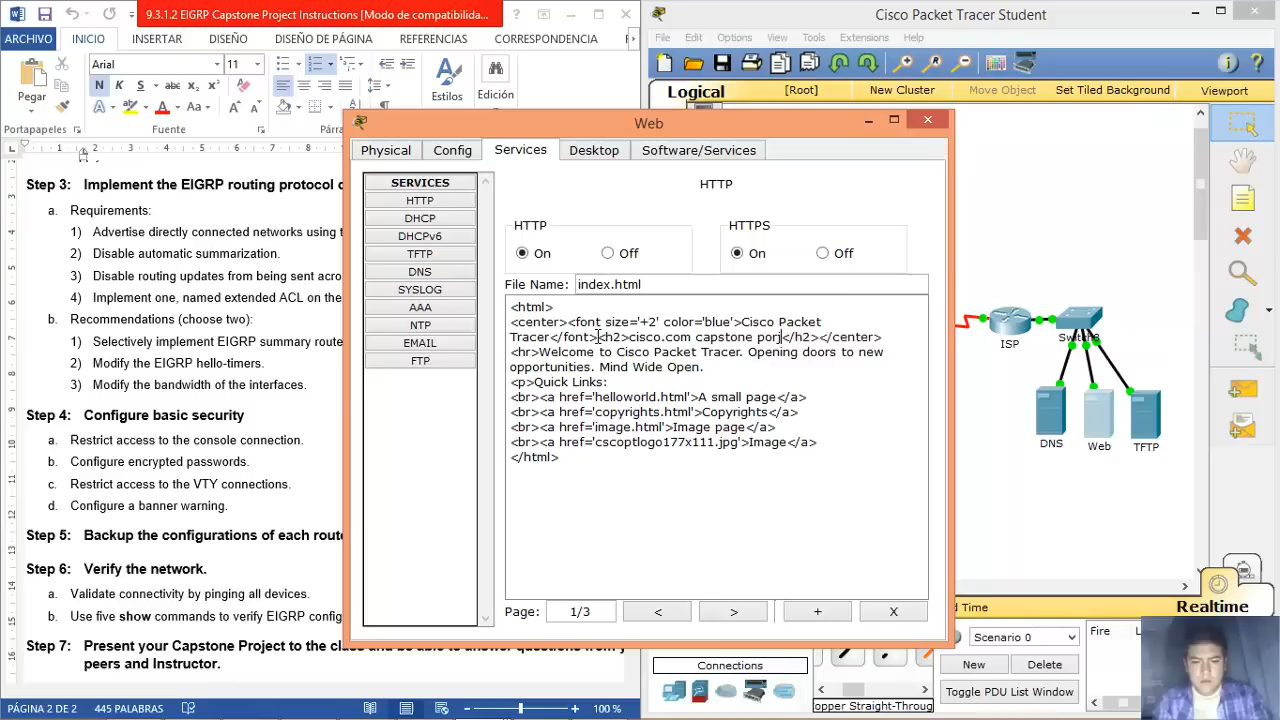 9.3.1.2 EIGRP Capstone Project Instructions [Modo de compatibilida...
ARCHIVO INICIO INSERTAR DISEÑO DISEÑO DE PÁGINA REFERENCIAS CORRESPONDENCIA
Arial 11
Pegar
N K S abc x₂ x²
Estilos Edición
Portapapeles Fuente
Step 3: Implement the EIGRP routing protocol
a. Requirements:
1) Advertise directly connected networks using
2) Disable automatic summarization.
3) Disable routing updates from being sent
4) Implement one, named extended ACL on the
b. Recommendations (choose two):
1) Selectively implement EIGRP summary
2) Modify the EIGRP hello-timers.
3) Modify the bandwidth of the interfaces.
Step 4: Configure basic security
a. Restrict access to the console connection.
b. Configure encrypted passwords.
c. Restrict access to the VTY connections.
d. Configure a banner warning.
Step 5: Backup the configurations of each
Step 6: Verify the network.
a. Validate connectivity by pinging all devices.
b. Use five show commands to verify EIGRP
Step 7: Present your Capstone Project to the class and be able to answer questions from
peers and Instructor.
PÁGINA 2 DE 2 445 PALABRAS 100 %
Cisco Packet Tracer Student
File Edit Options View Tools Extensions Help
Logical [Root] New Cluster Move Object Set Tiled Background Viewport
Web
Physical Config Services Desktop Software/Services
SERVICES
HTTP
DHCP
DHCPv6
TFTP
DNS
SYSLOG
AAA
NTP
EMAIL
FTP
HTTP
HTTP HTTPS
On Off On Off
File Name: index.html
<html>
<center><font size='+2' color='blue'>Cisco Packet
Tracer</font><h2>cisco.com capstone porj</h2></center>
<hr>Welcome to Cisco Packet Tracer. Opening doors to new
opportunities. Mind Wide Open.
<p>Quick Links:
<br><a href='helloworld.html'>A small page</a>
<br><a href='copyrights.html'>Copyrights</a>
<br><a href='image.html'>Image page</a>
<br><a href='cscoptlogo177x111.jpg'>Image</a>
</html>
Page: 1/3 < > + X
ISP
DNS Web TFTP
Time Realtime
Scenario 0 Fire
New Delete
Toggle PDU List Window
Connections